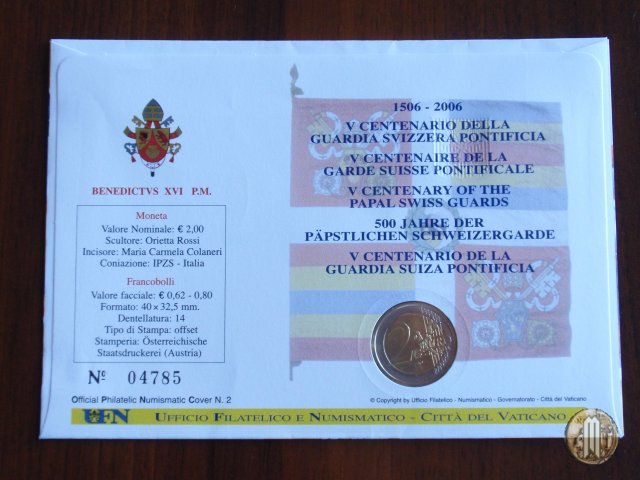 BENEDICTVS XVI P.M.
Moneta
Valore Nominale: € 2,00
Scultore: Orietta Rossi
Incisore: Maria Carmela Colaneri
Coniazione: IPZS - Italia
Francobolli
Valore facciale: € 0,62 - 0,80
Formato: 40 × 32,5 mm.
Dentellatura: 14
Tipo di Stampa: offset
Stamperia: Österreichische
Staatsdruckerei (Austria)
Nº 04785
Official Philatelic Numismatic Cover N. 2
1506 - 2006
V CENTENARIO DELLA
GUARDIA SVIZZERA PONTIFICIA
V CENTENAIRE DE LA
GARDE SUISSE PONTIFICALE
V CENTENARY OF THE
PAPAL SWISS GUARDS
500 JAHRE DER
PÄPSTLICHEN SCHWEIZERGARDE
V CENTENARIO DE LA
GUARDIA SUIZA PONTIFICIA
2 EURO
© Copyright by Ufficio Filatelico - Numismatico - Governatorato - Città del Vaticano
UFN UFFICIO FILATELICO E NUMISMATICO - CITTÀ DEL VATICANO